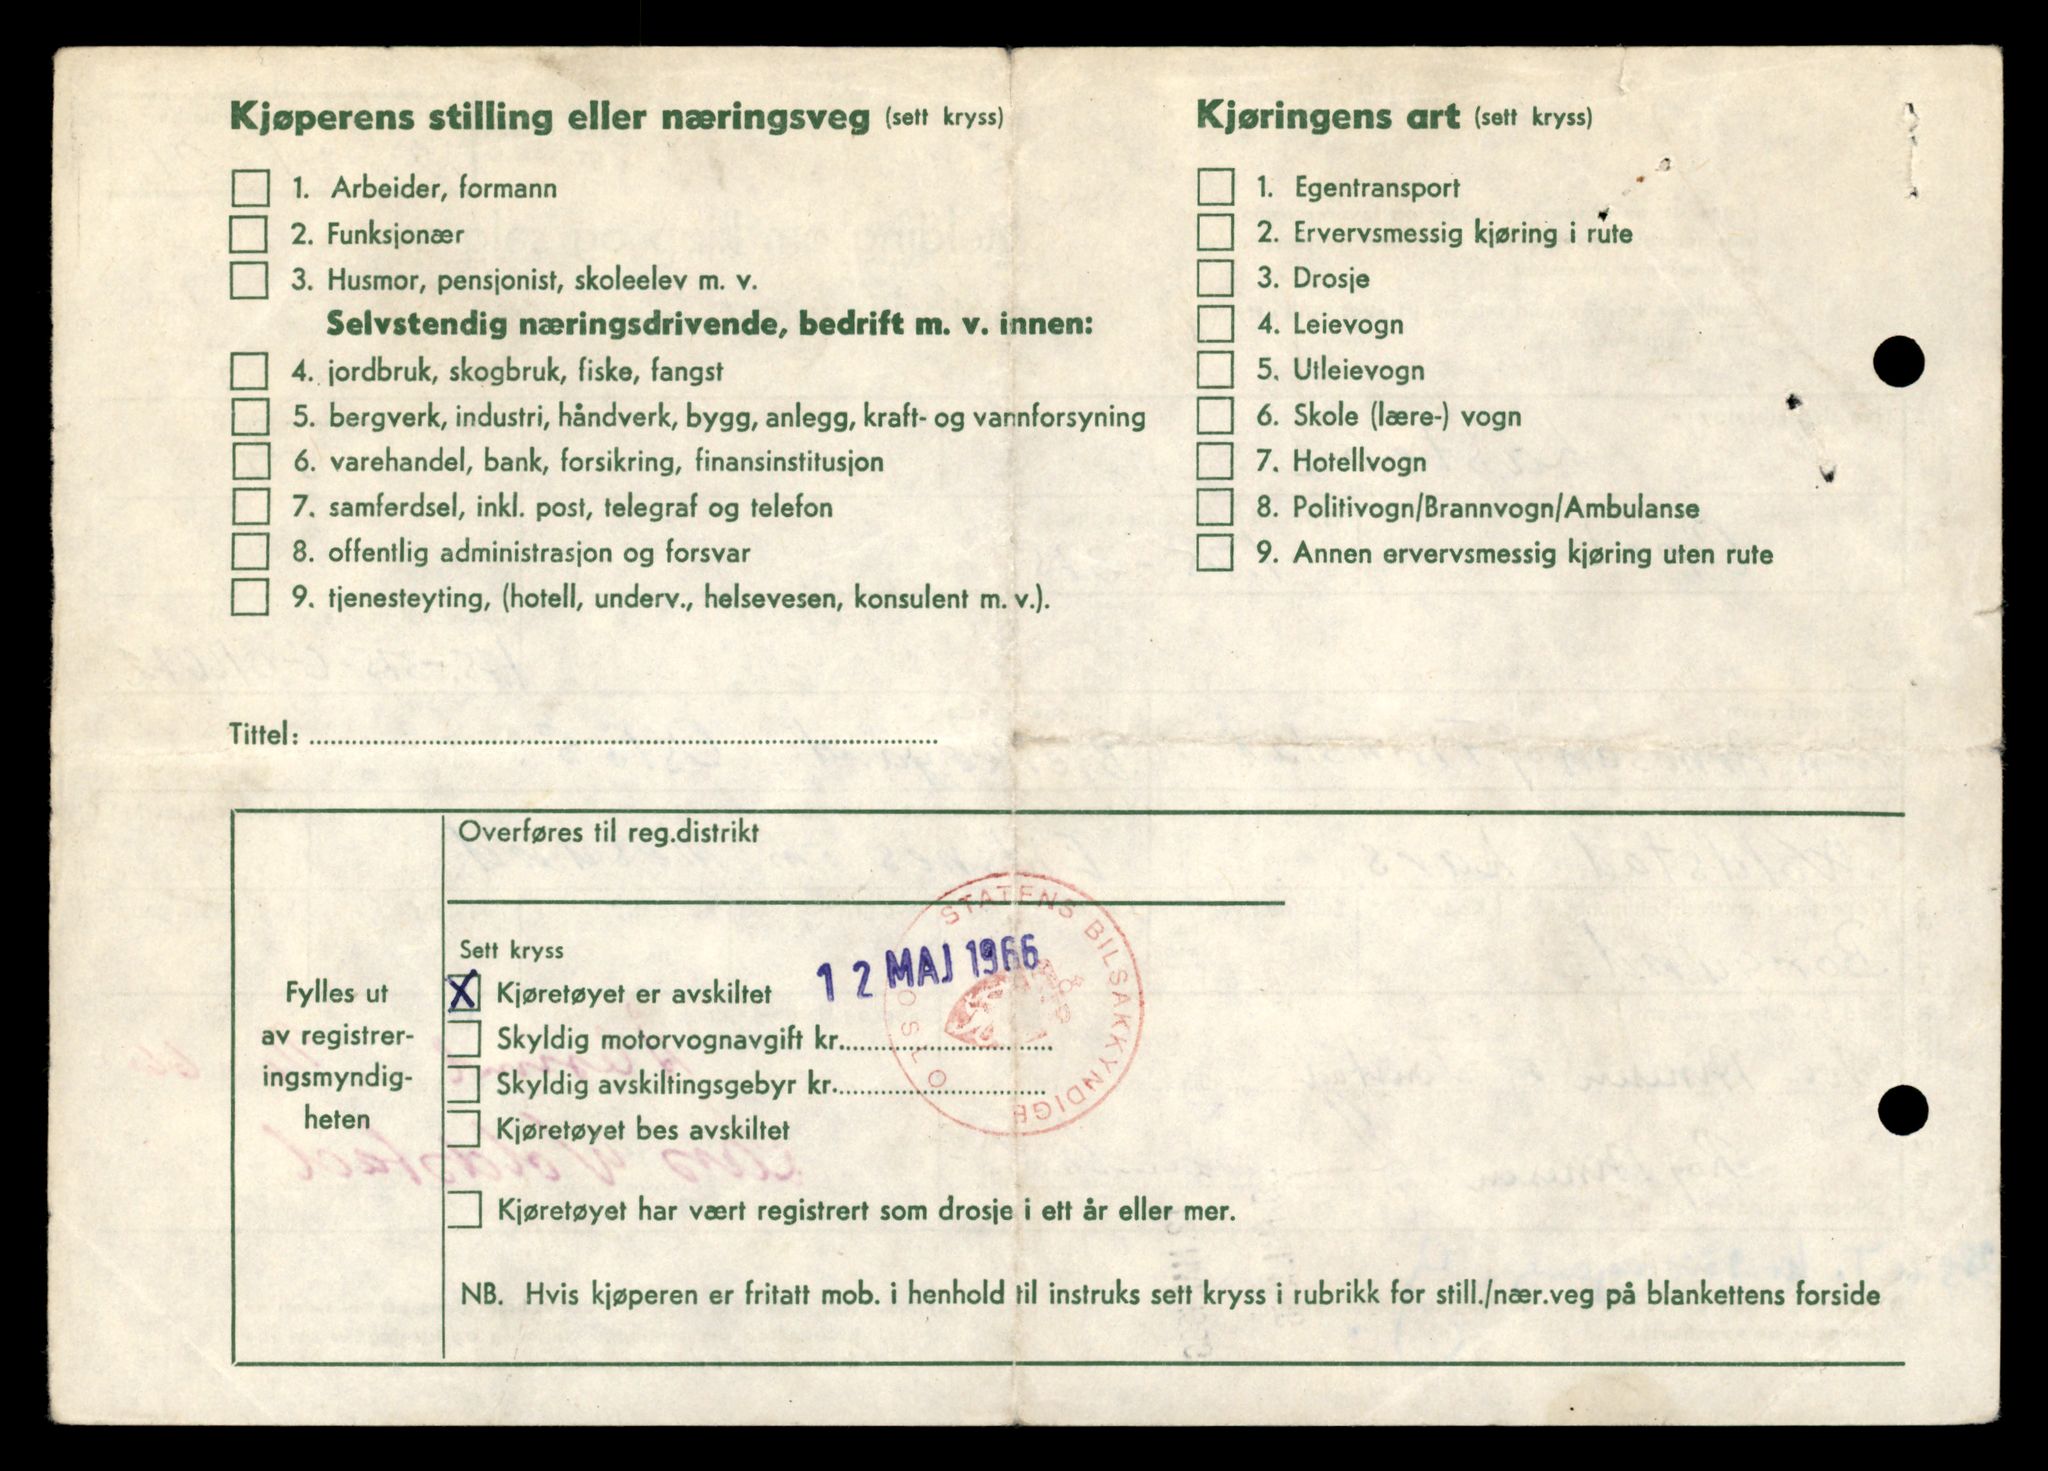 Kjøperens stilling eller næringsveg (sett kryss)
1. Arbeider, formann
2. Funksjonær
3. Husmor, pensjonist, skoleelev m. v.
Selvstendig næringsdrivende, bedrift m. v. innen:
4. jordbruk, skogbruk, fiske, fangst
5. bergverk, industri, håndverk, bygg, anlegg, kraft- og vannforsyning
6. varehandel, bank, forsikring, finansinstitusjon
7. samferdsel, inkl. post, telegraf og telefon
8. offentlig administrasjon og forsvar
9. tjenesteyting, (hotell, underv., helsevesen, konsulent m. v.).
Kjøringens art (sett kryss)
1. Egentransport
2. Ervervsmessig kjøring i rute
3. Drosje
4. Leievogn
5. Utleievogn
6. Skole (lære-) vogn
7. Hotellvogn
8. Politivogn/Brannvogn/Ambulanse
9. Annen ervervsmessig kjøring uten rute
Tittel:
Fylles ut
av registrer-
ingsmyndig-
heten
Overføres til reg.distrikt
Sett kryss
X Kjøretøyet er avskiltet
12 MAJ 1966
STATENS BILSAKKYNDIGE
OSLO
Skyldig motorvognavgift kr.
Skyldig avskiltingsgebyr kr.
Kjøretøyet bes avskiltet
Kjøretøyet har vært registrert som drosje i ett år eller mer.
NB. Hvis kjøperen er fritatt mob. i henhold til instruks sett kryss i rubrikk for still./nær.veg på blankettens forside